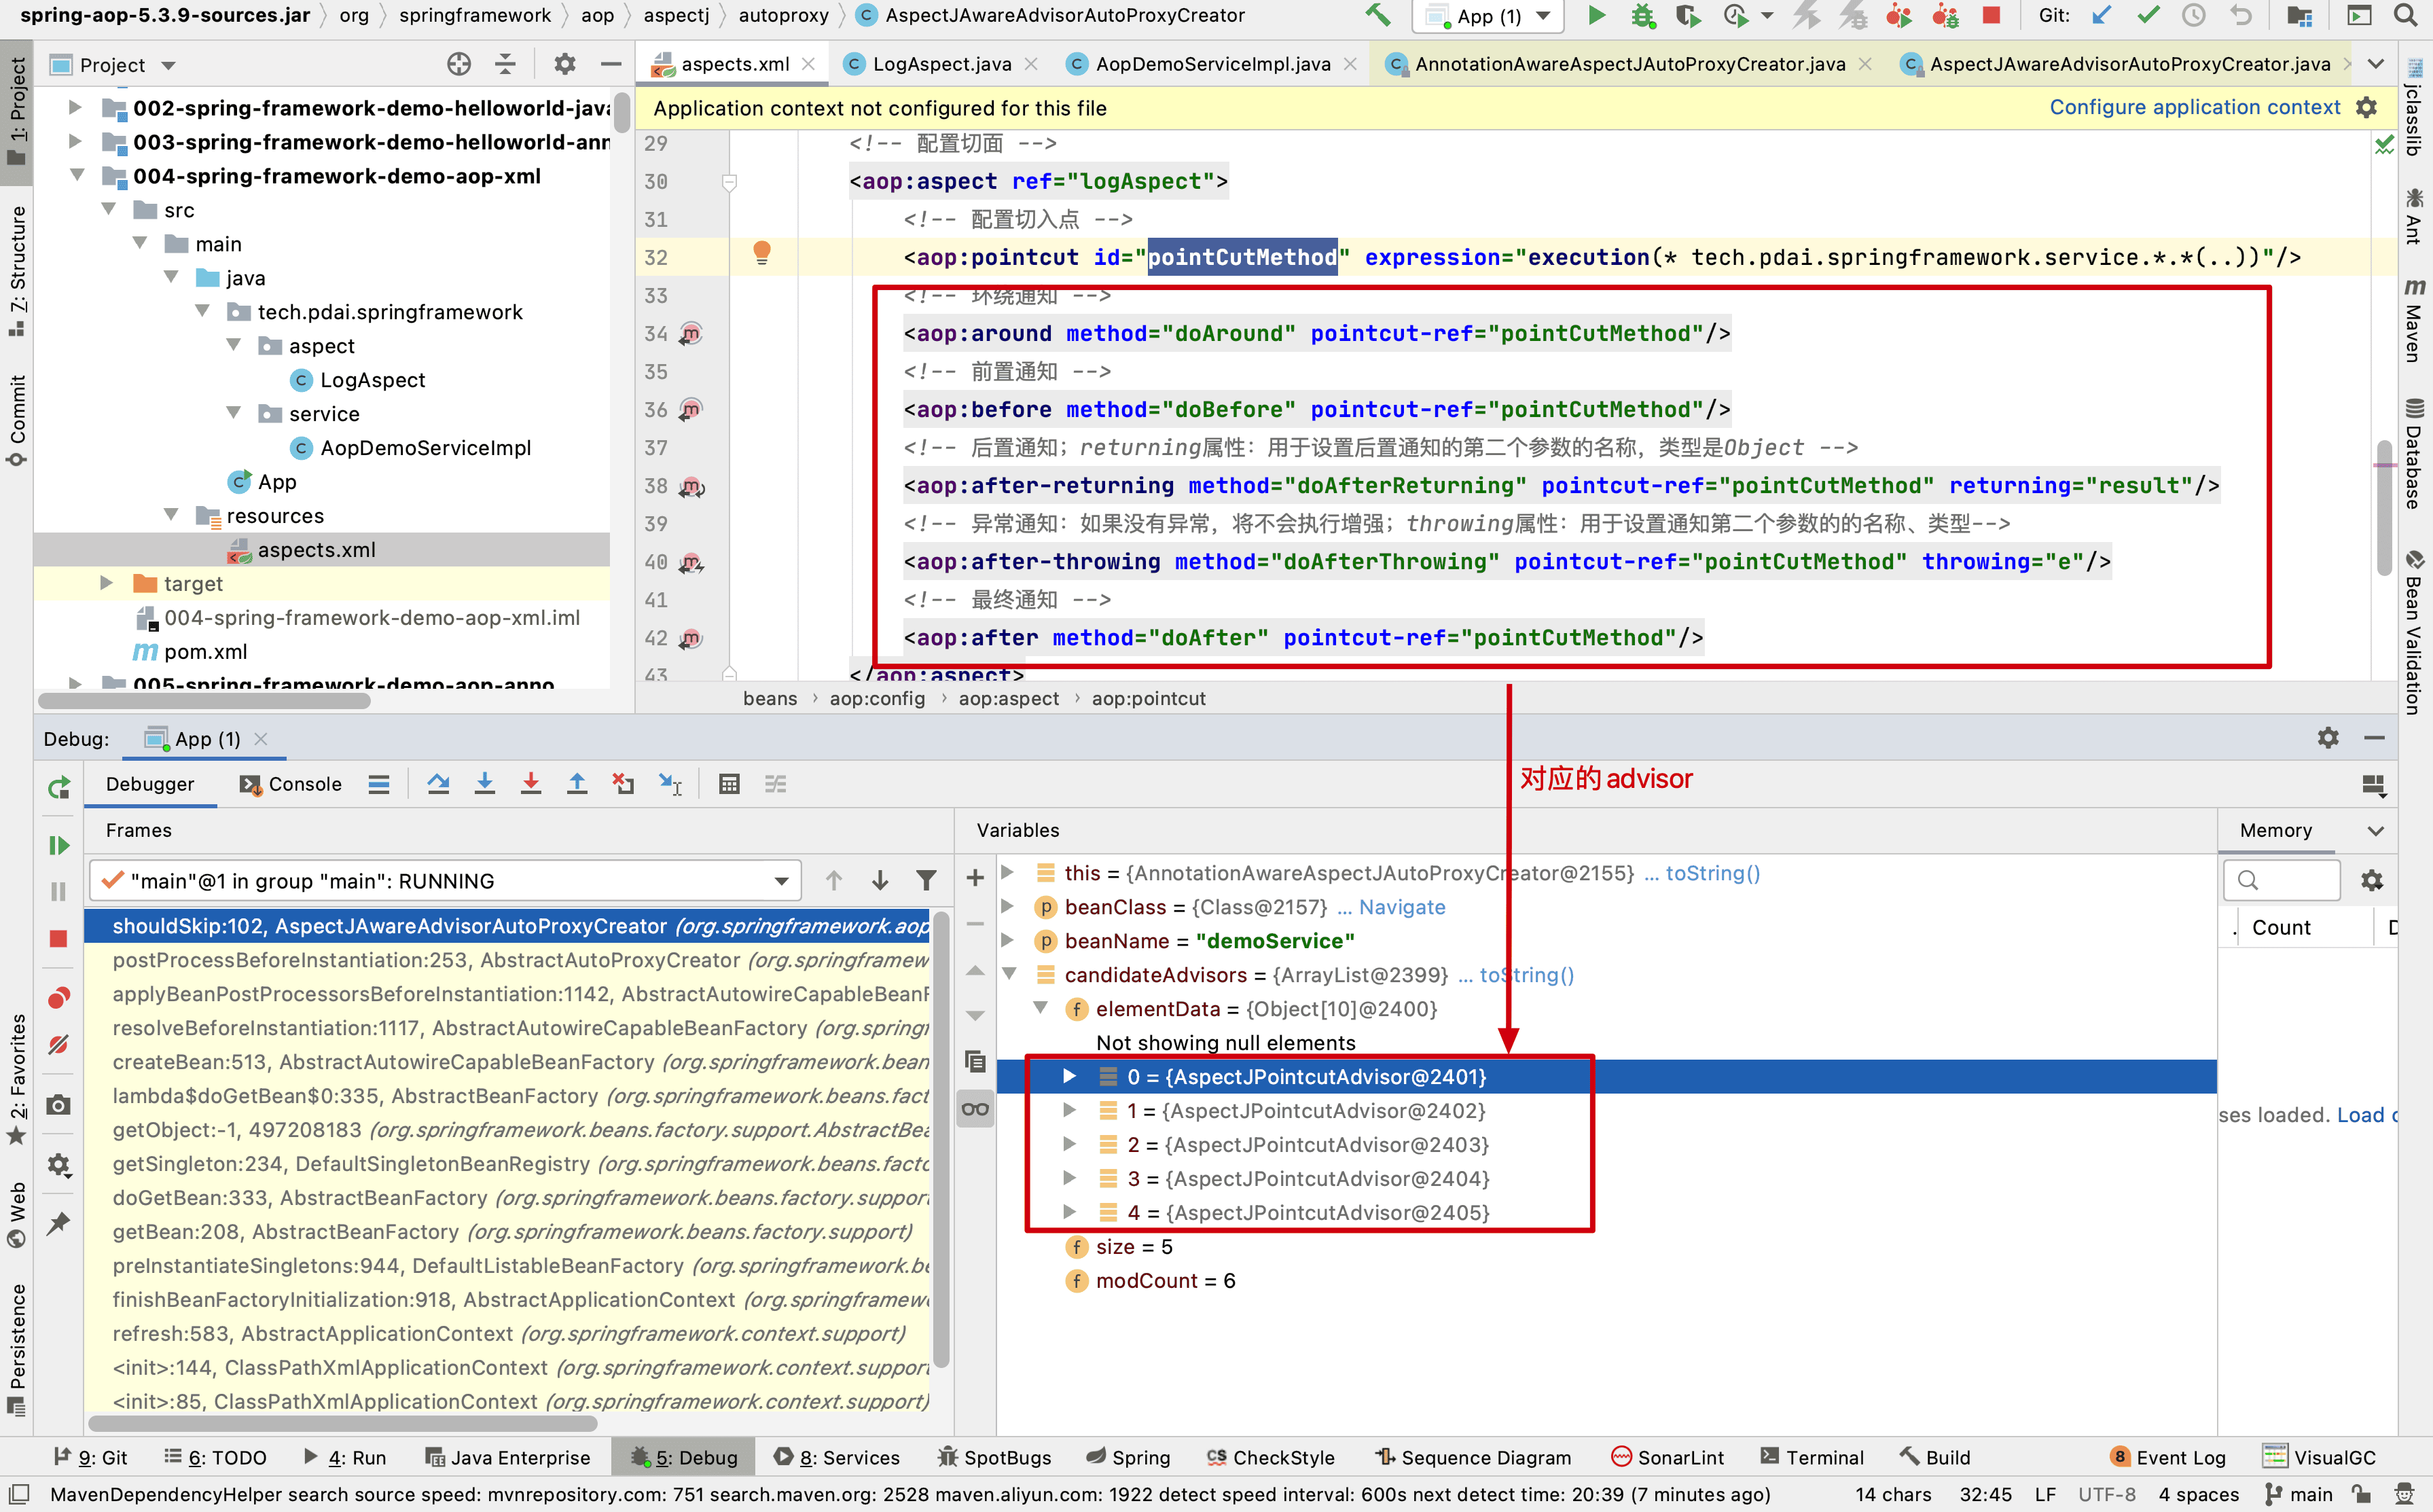 spring-aop-5.3.9-sources.jar org springframework aop aspectj autoproxy AspectJAwareAdvisorAutoProxyCreator App (1) Git:
Project
aspects.xml LogAspect.java AopDemoServiceImpl.java AnnotationAwareAspectJAutoProxyCreator.java AspectJAwareAdvisorAutoProxyCreator.java
Application context not configured for this file Configure application context
1: Project
Z: Structure
Commit
2: Favorites
Web
Persistence
002-spring-framework-demo-helloworld-java
003-spring-framework-demo-helloworld-ann
004-spring-framework-demo-aop-xml
src
main
java
tech.pdai.springframework
aspect
LogAspect
service
AopDemoServiceImpl
App
resources
aspects.xml
target
004-spring-framework-demo-aop-xml.iml
pom.xml
005-spring-framework-demo-aop-anno
29 <!-- 配置切面 -->
30 <aop:aspect ref="logAspect">
31 <!-- 配置切入点 -->
32 <aop:pointcut id="pointCutMethod" expression="execution(* tech.pdai.springframework.service.*.*(..))"/>
33 <!-- 环绕通知 -->
34 <aop:around method="doAround" pointcut-ref="pointCutMethod"/>
35 <!-- 前置通知 -->
36 <aop:before method="doBefore" pointcut-ref="pointCutMethod"/>
37 <!-- 后置通知；returning属性：用于设置后置通知的第二个参数的名称，类型是Object -->
38 <aop:after-returning method="doAfterReturning" pointcut-ref="pointCutMethod" returning="result"/>
39 <!-- 异常通知：如果没有异常，将不会执行增强；throwing属性：用于设置通知第二个参数的的名称、类型-->
40 <aop:after-throwing method="doAfterThrowing" pointcut-ref="pointCutMethod" throwing="e"/>
41 <!-- 最终通知 -->
42 <aop:after method="doAfter" pointcut-ref="pointCutMethod"/>
43 </aop:aspect>
beans aop:config aop:aspect aop:pointcut
jclasslib
Ant
Maven
Database
Bean Validation
Debug: App (1)
Debugger Console
对应的advisor
Frames
"main"@1 in group "main": RUNNING
shouldSkip:102, AspectJAwareAdvisorAutoProxyCreator (org.springframework.aop
postProcessBeforeInstantiation:253, AbstractAutoProxyCreator (org.springframew
applyBeanPostProcessorsBeforeInstantiation:1142, AbstractAutowireCapableBeanF
resolveBeforeInstantiation:1117, AbstractAutowireCapableBeanFactory (org.springf
createBean:513, AbstractAutowireCapableBeanFactory (org.springframework.bean
lambda$doGetBean$0:335, AbstractBeanFactory (org.springframework.beans.fact
getObject:-1, 497208183 (org.springframework.beans.factory.support.AbstractBea
getSingleton:234, DefaultSingletonBeanRegistry (org.springframework.beans.facto
doGetBean:333, AbstractBeanFactory (org.springframework.beans.factory.support
getBean:208, AbstractBeanFactory (org.springframework.beans.factory.support)
preInstantiateSingletons:944, DefaultListableBeanFactory (org.springframework.be
finishBeanFactoryInitialization:918, AbstractApplicationContext (org.springframewo
refresh:583, AbstractApplicationContext (org.springframework.context.support)
<init>:144, ClassPathXmlApplicationContext (org.springframework.context.support
<init>:85, ClassPathXmlApplicationContext (org.springframework.context.support)
Variables
this = {AnnotationAwareAspectJAutoProxyCreator@2155} ... toString()
beanClass = {Class@2157} ... Navigate
beanName = "demoService"
candidateAdvisors = {ArrayList@2399} ... toString()
elementData = {Object[10]@2400}
Not showing null elements
0 = {AspectJPointcutAdvisor@2401}
1 = {AspectJPointcutAdvisor@2402}
2 = {AspectJPointcutAdvisor@2403}
3 = {AspectJPointcutAdvisor@2404}
4 = {AspectJPointcutAdvisor@2405}
size = 5
modCount = 6
Memory
Count
ses loaded. Load
9: Git 6: TODO 4: Run Java Enterprise 5: Debug 8: Services SpotBugs Spring CheckStyle Sequence Diagram SonarLint Terminal Build 8 Event Log VisualGC
MavenDependencyHelper search source speed: mvnrepository.com: 751 search.maven.org: 2528 maven.aliyun.com: 1922 detect speed interval: 600s next detect time: 20:39 (7 minutes ago) 14 chars 32:45 LF UTF-8 4 spaces main